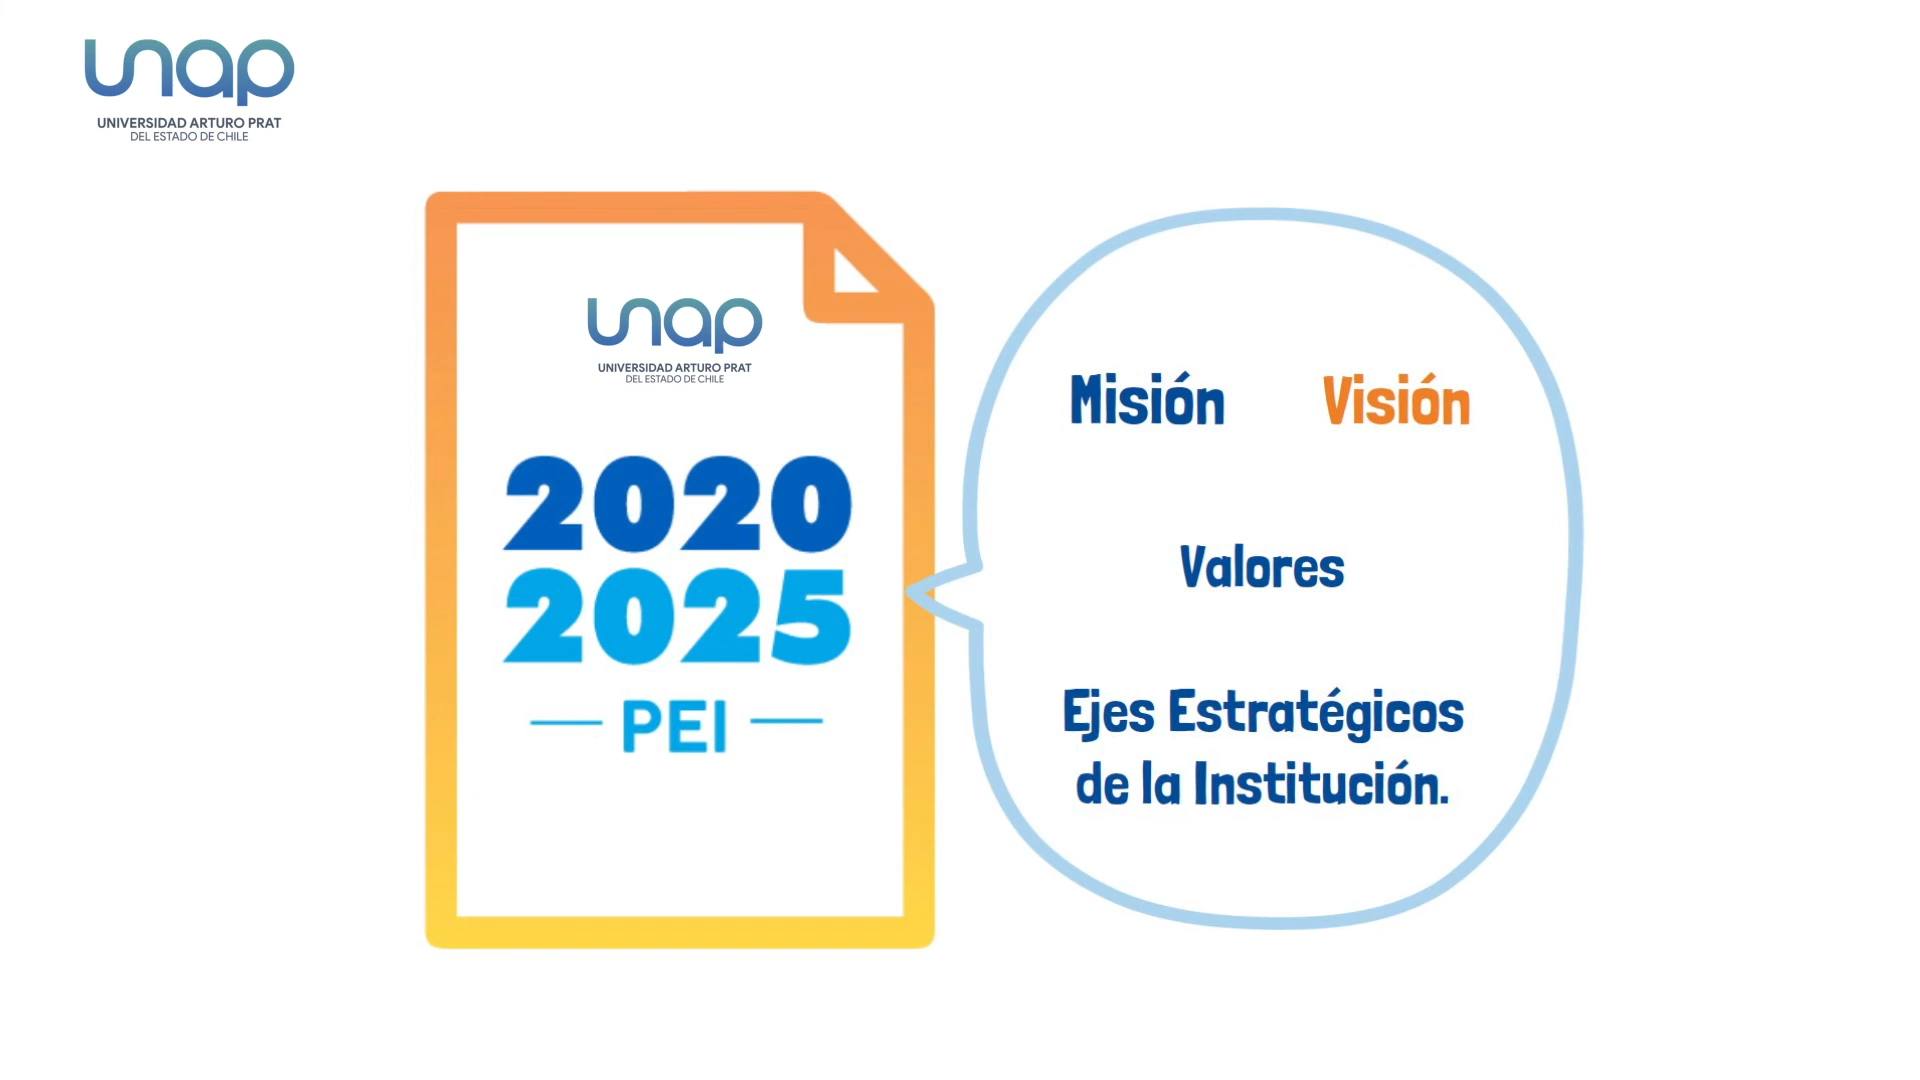 unap
UNIVERSIDAD ARTURO PRAT
DEL ESTADO DE CHILE
unap
UNIVERSIDAD ARTURO PRAT
DEL ESTADO DE CHILE
2020
2025
PEI
Misión Visión
Valores
Ejes Estratégicos
de la Institución.